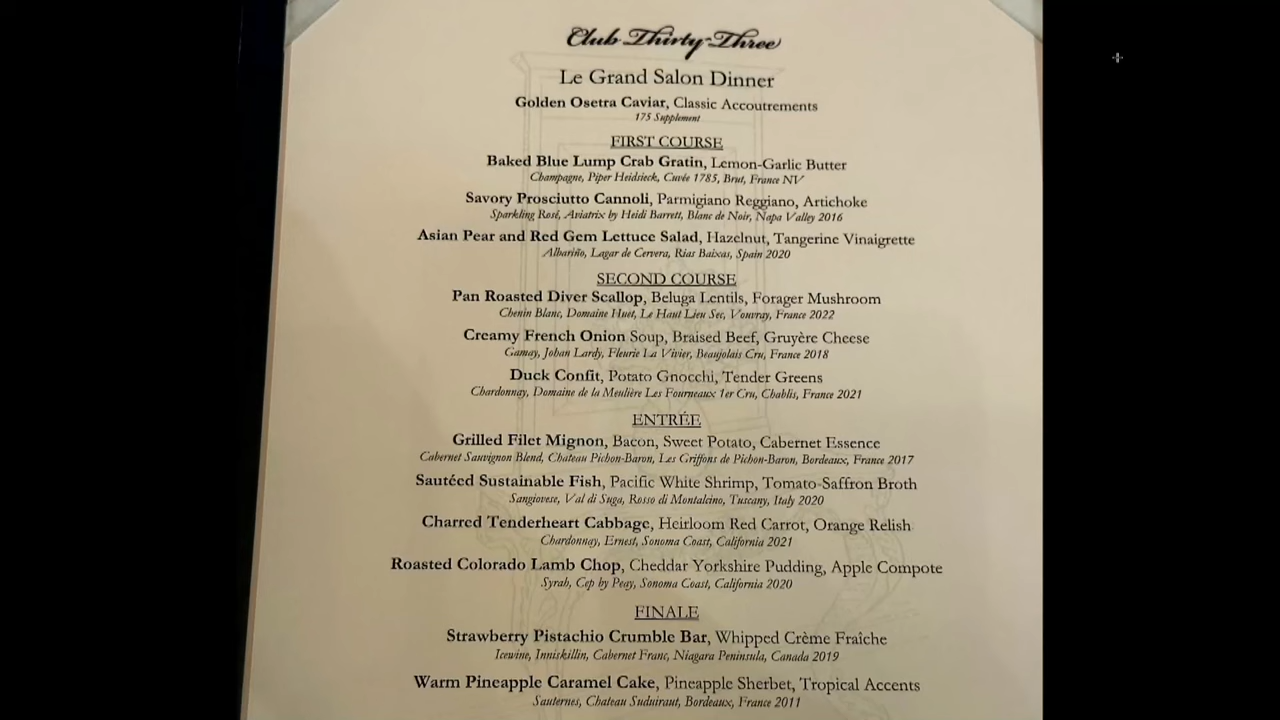 Club Thirty-Three
Le Grand Salon Dinner
Golden Osetra Caviar, Classic Accoutrements
175 Supplement
FIRST COURSE
Baked Blue Lump Crab Gratin, Lemon-Garlic Butter
Champagne, Piper Heidsieck, Cuvée 1785, Brut, France NV
Savory Prosciutto Cannoli, Parmigiano Reggiano, Artichoke
Sparkling Rosé, Aviatrix by Heidi Barrett, Blanc de Noir, Napa Valley 2016
Asian Pear and Red Gem Lettuce Salad, Hazelnut, Tangerine Vinaigrette
Albariño, Lagar de Cervera, Rias Baixas, Spain 2020
SECOND COURSE
Pan Roasted Diver Scallop, Beluga Lentils, Forager Mushroom
Chenin Blanc, Domaine Huet, Le Haut Lieu Sec, Vouvray, France 2022
Creamy French Onion Soup, Braised Beef, Gruyère Cheese
Gamay, Johan Lardy, Fleurie La Vivier, Beaujolais Cru, France 2018
Duck Confit, Potato Gnocchi, Tender Greens
Chardonnay, Domaine de la Meulière Les Fourneaux 1er Cru, Chablis, France 2021
ENTRÉE
Grilled Filet Mignon, Bacon, Sweet Potato, Cabernet Essence
Cabernet Sauvignon Blend, Chateau Pichon-Baron, Les Griffons de Pichon-Baron, Bordeaux, France 2017
Sautéed Sustainable Fish, Pacific White Shrimp, Tomato-Saffron Broth
Sangiovese, Val di Suga, Rosso di Montalcino, Tuscany, Italy 2020
Charred Tenderheart Cabbage, Heirloom Red Carrot, Orange Relish
Chardonnay, Ernest, Sonoma Coast, California 2021
Roasted Colorado Lamb Chop, Cheddar Yorkshire Pudding, Apple Compote
Syrah, Cep by Peay, Sonoma Coast, California 2020
FINALE
Strawberry Pistachio Crumble Bar, Whipped Crème Fraîche
Icewine, Inniskillin, Cabernet Franc, Niagara Peninsula, Canada 2019
Warm Pineapple Caramel Cake, Pineapple Sherbet, Tropical Accents
Sauternes, Chateau Suduiraut, Bordeaux, France 2011